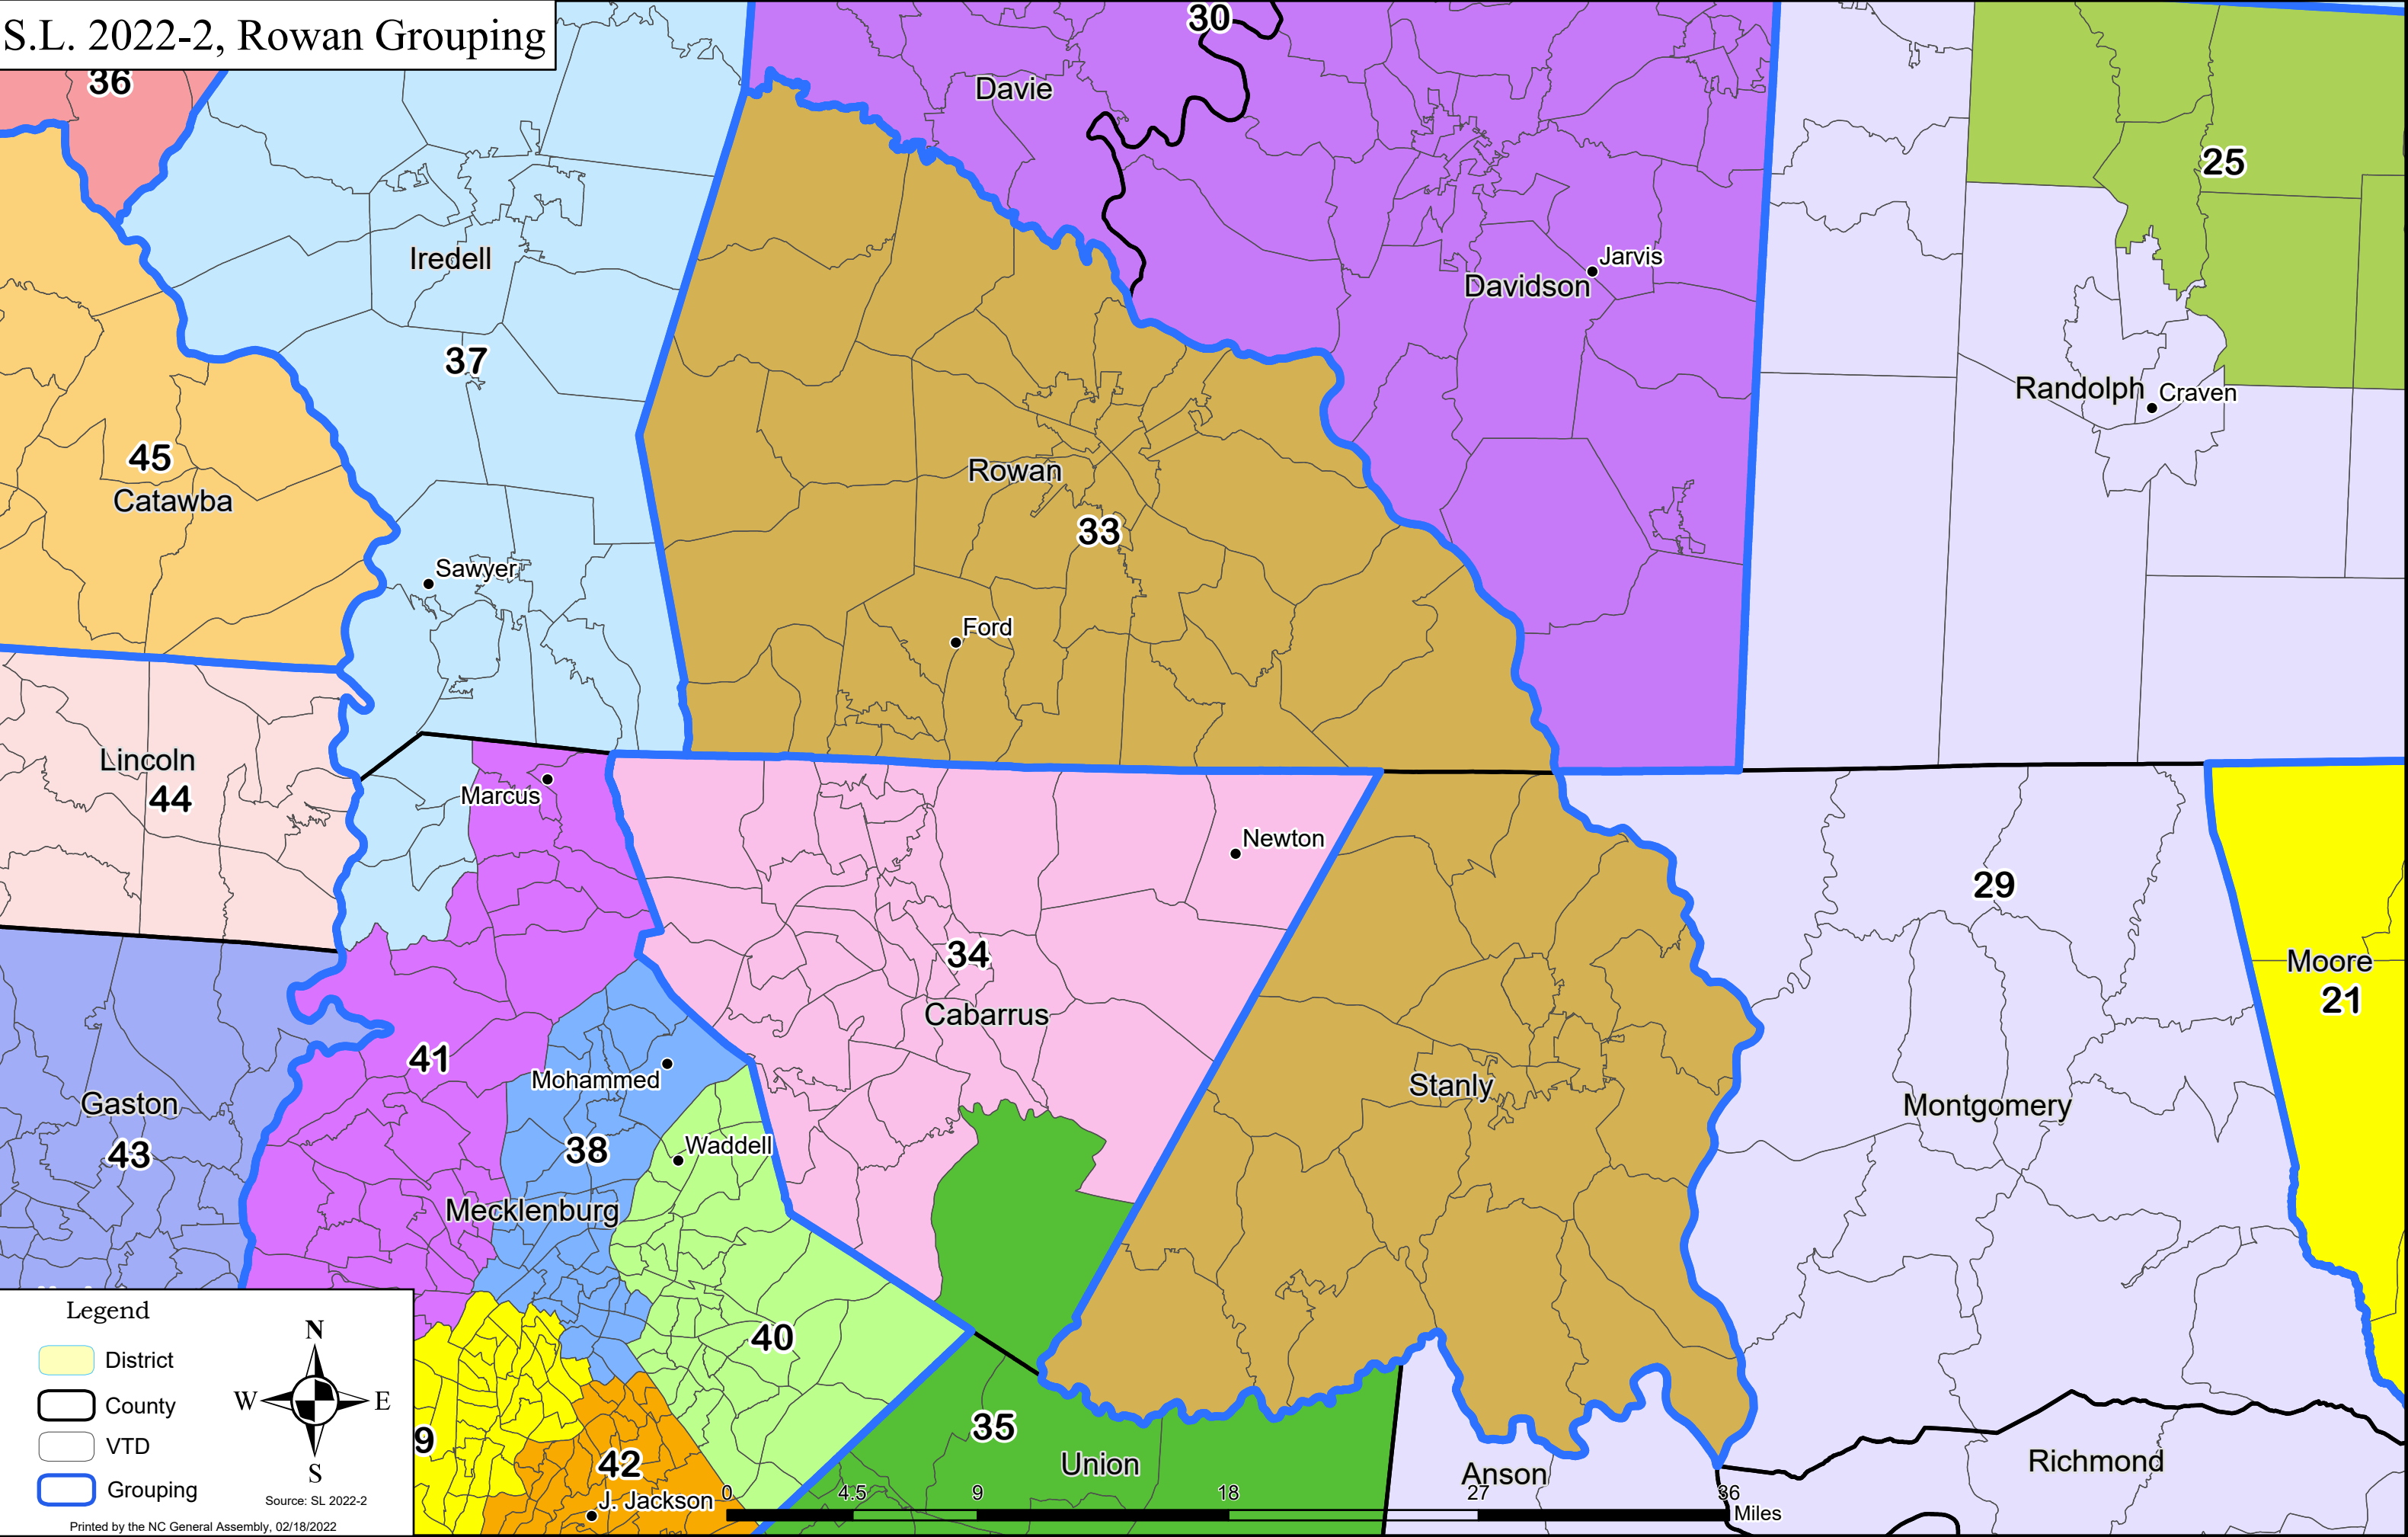 S.L. 2022-2, Rowan Grouping
30
36
Davie
25
Iredell
Jarvis
Davidson
37
Randolph
Craven
45
Catawba
Rowan
33
Sawyer
Ford
Lincoln
44
Marcus
Newton
29
34
Moore
21
Cabarrus
41
Mohammed
Stanly
Gaston
43
Montgomery
38
Waddell
Mecklenburg
40
35
Union
9
42
Anson
Richmond
J. Jackson
0 4.5 9 18 27 36
Miles
Legend
District
County
VTD
Grouping
N
W E
S
Source: SL 2022-2
Printed by the NC General Assembly, 02/18/2022